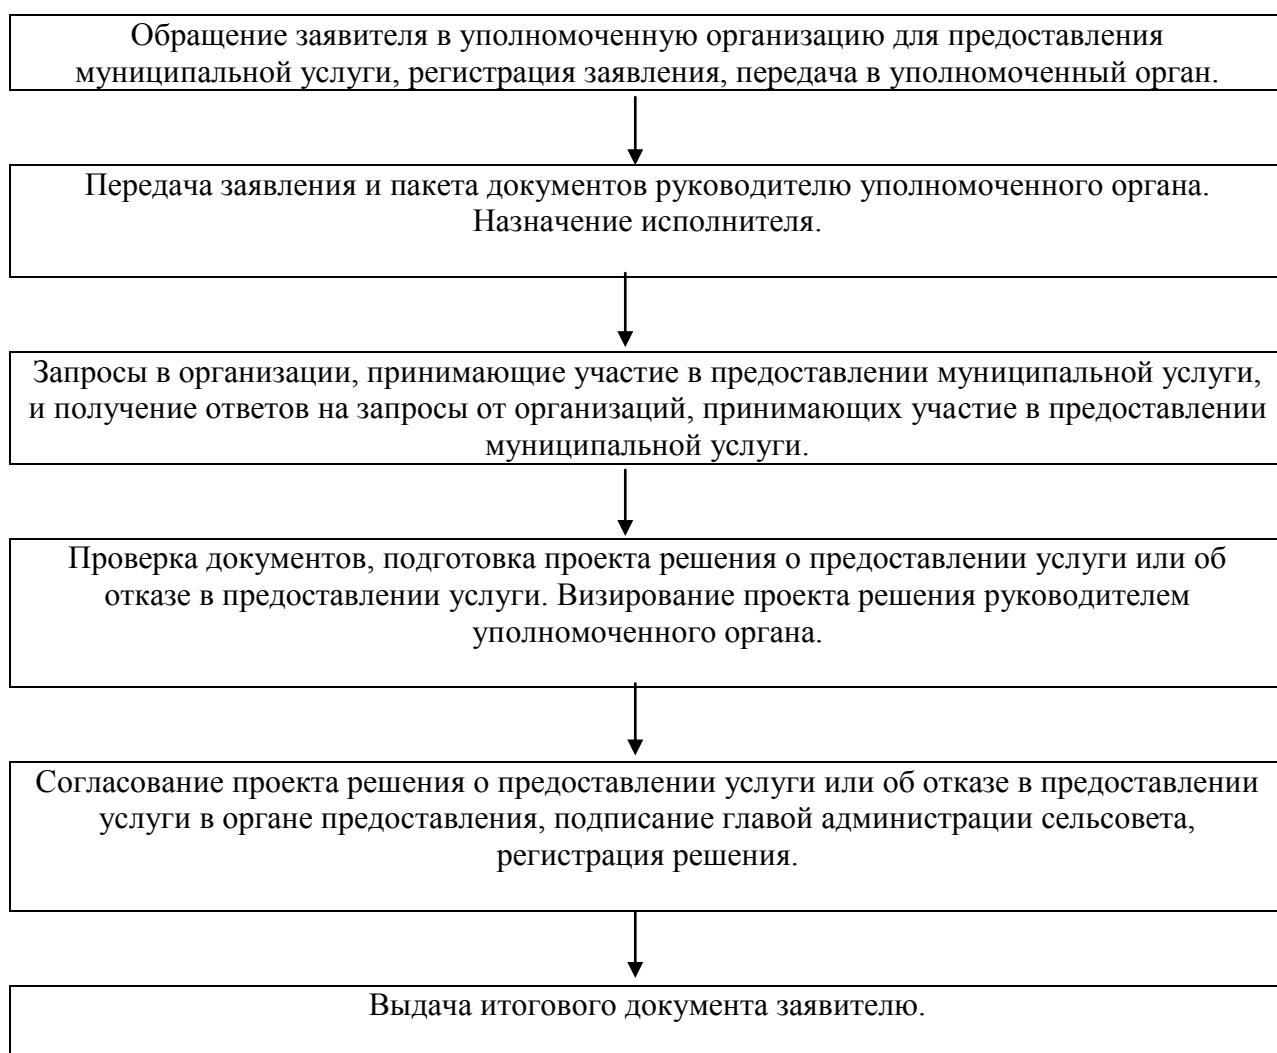 Обращение заявителя в уполномоченную организацию для предоставления
муниципальной услуги, регистрация заявления, передача в уполномоченный орган.
Передача заявления и пакета документов руководителю уполномоченного органа.
Назначение исполнителя.
Запросы в организации, принимающие участие в предоставлении муниципальной услуги,
и получение ответов на запросы от организаций, принимающих участие в предоставлении
муниципальной услуги.
Проверка документов, подготовка проекта решения о предоставлении услуги или об
отказе в предоставлении услуги. Визирование проекта решения руководителем
уполномоченного органа.
Согласование проекта решения о предоставлении услуги или об отказе в предоставлении
услуги в органе предоставления, подписание главой администрации сельсовета,
регистрация решения.
Выдача итогового документа заявителю.